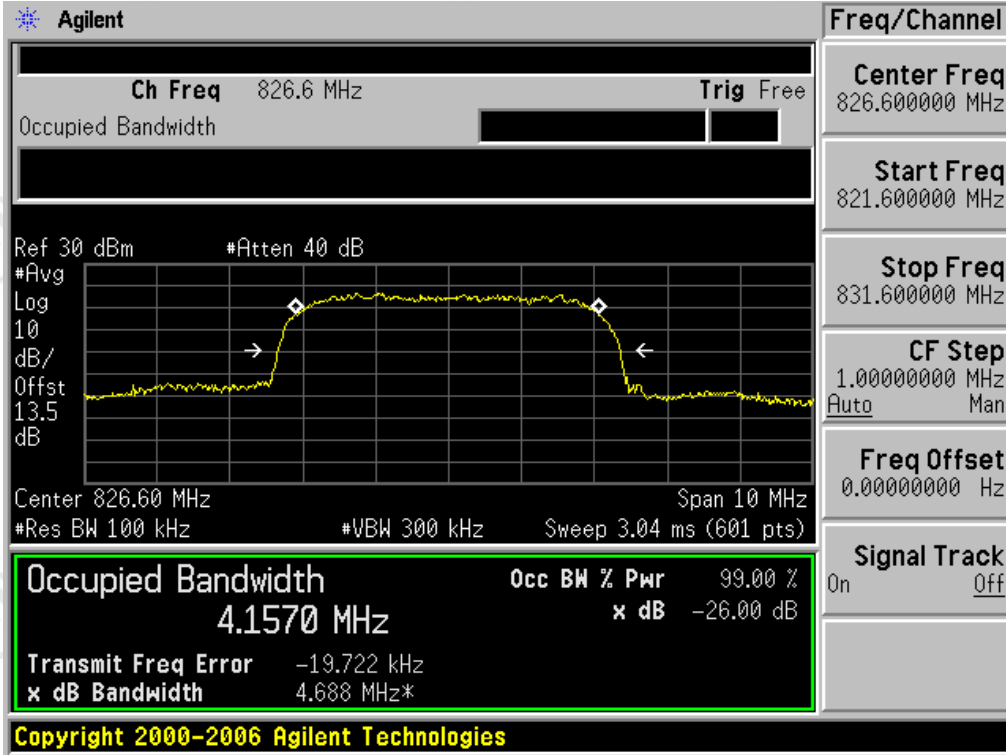 Agilent
Freq/Channel
Ch Freq 826.6 MHz Trig Free
Occupied Bandwidth
Center Freq
826.600000 MHz
Start Freq
821.600000 MHz
Stop Freq
831.600000 MHz
CF Step
1.00000000 MHz
Auto Man
Freq Offset
0.00000000 Hz
Signal Track
On Off
Ref 30 dBm #Atten 40 dB
#Avg
Log
10
dB/
Offst
13.5
dB
Center 826.60 MHz Span 10 MHz
#Res BW 100 kHz #VBW 300 kHz Sweep 3.04 ms (601 pts)
Occupied Bandwidth Occ BW % Pwr 99.00 %
4.1570 MHz x dB -26.00 dB
Transmit Freq Error -19.722 kHz
x dB Bandwidth 4.688 MHz*
Copyright 2000-2006 Agilent Technologies